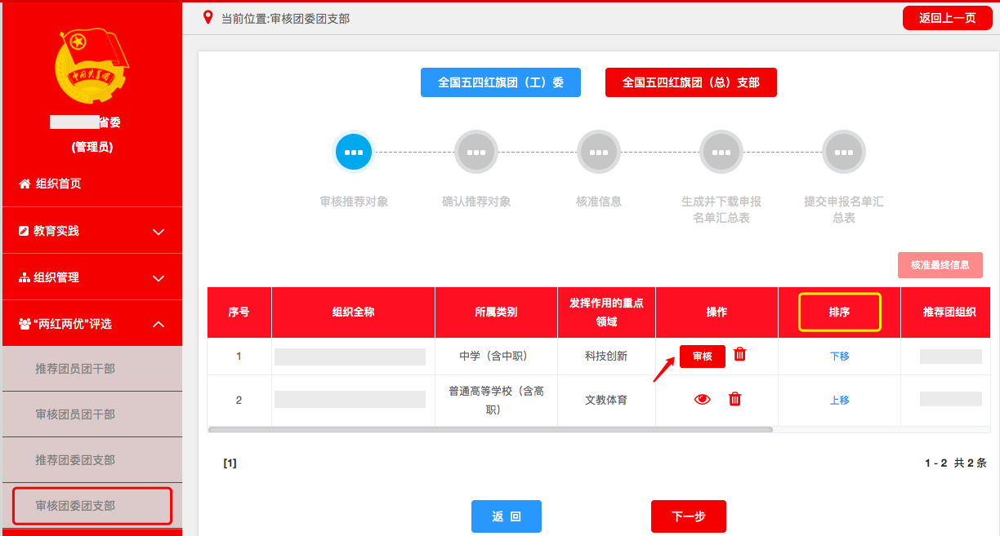 当前位置:审核团委团支部
返回上一页
中国共青团
省委
(管理员)
组织首页
教育实践
组织管理
“两红两优”评选
推荐团员团干部
审核团员团干部
推荐团委团支部
审核团委团支部
全国五四红旗团（工）委
全国五四红旗团（总）支部
审核推荐对象
确认推荐对象
核准信息
生成并下载申报
名单汇总表
提交申报名单汇
总表
核准最终信息
序号 组织全称 所属类别 发挥作用的重点
领域 操作 排序 推荐团组织
1 中学（含中职） 科技创新 审核 下移
2 普通高等学校（含高
职） 文教体育 上移
[1]
1 - 2 共 2 条
返 回
下一步